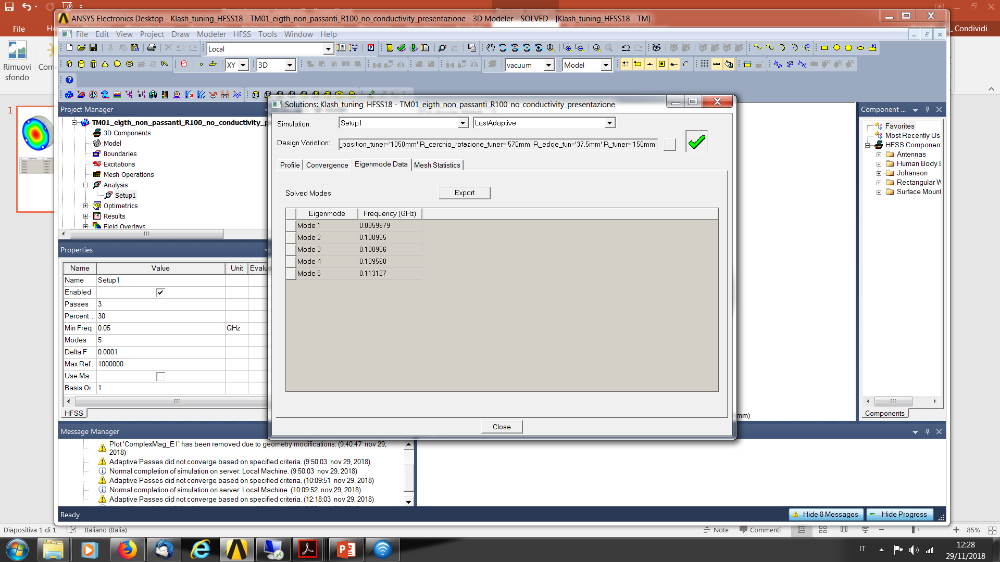 File
Condividi
Rimuovi
sfondo
ANSYS Electronics Desktop - Klash_tuning_HFSS18 - TM01_eigth_non_passanti_R100_no_conductivity_presentazione - 3D Modeler - SOLVED - [Klash_tuning_HFSS18 - TM]
File Edit View Project Draw Modeler HFSS Tools Window Help
Local
XY 3D vacuum Model
Project Manager
TM01_eigth_non_passanti_R100_no_conductivity_p
3D Components
Model
Boundaries
Excitations
Mesh Operations
Analysis
Setup1
Optimetrics
Results
Field Overlays
Properties
Name Value Unit Evalu
Name Setup1
Enabled
Passes 3
Percent ... 30
Min Freq 0.05 GHz
Modes 5
Delta F 0.0001
Max Ref... 1000000
Use Ma...
Basis Or... 1
HFSS
Solutions: Klash_tuning_HFSS18 - TM01_eigth_non_passanti_R100_no_conductivity_presentazione
Simulation: Setup1 LastAdaptive
Design Variation: _position_tuner='1050mm' R_cerchio_rotazione_tuner='570mm' R_edge_tun='37.5mm' R_tuner='150mm' ...
Profile Convergence Eigenmode Data Mesh Statistics
Solved Modes Export
Eigenmode Frequency (GHz)
Mode 1 0.0859979
Mode 2 0.108955
Mode 3 0.108956
Mode 4 0.109560
Mode 5 0.113127
Close
mm)
Component ...
Favorites
Most Recently Us
HFSS Component
Antennas
Human Body
Johanson
Rectangular W
Surface Mount
Components
Message Manager
Plot 'ComplexMag_E1' has been removed due to geometry modifications. (9:40:47 nov 29,
2018)
Adaptive Passes did not converge based on specified criteria. (9:50:03 nov 29, 2018)
Normal completion of simulation on server: Local Machine. (9:50:03 nov 29, 2018)
Adaptive Passes did not converge based on specified criteria. (10:09:51 nov 29, 2018)
Normal completion of simulation on server: Local Machine. (10:09:52 nov 29, 2018)
Adaptive Passes did not converge based on specified criteria. (12:18:03 nov 29, 2018)
Ready
Hide 8 Messages Hide Progress
1
Diapositiva 1 di 1 Italiano (Italia) Note Commenti 85%
IT
12:28
29/11/2018